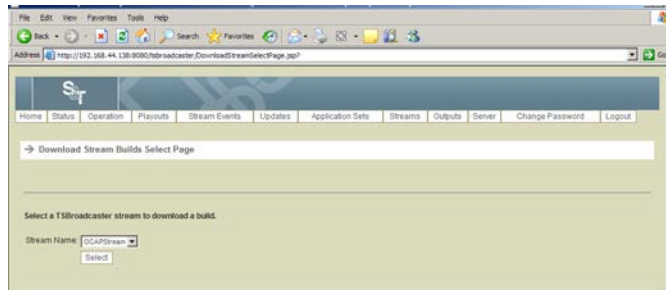 File Edit View Favorites Tools Help
Back Search Favorites
Address http://192.168.44.138:8080/tsbroadcaster/DownloadStreamSelectPage.jsp? Go
S&T
Home Status Operation Playouts Stream Events Updates Application Sets Streams Outputs Server Change Password Logout
Download Stream Builds Select Page
Select a TSBroadcaster stream to download a build.
Stream Name: OCAPStream
Select